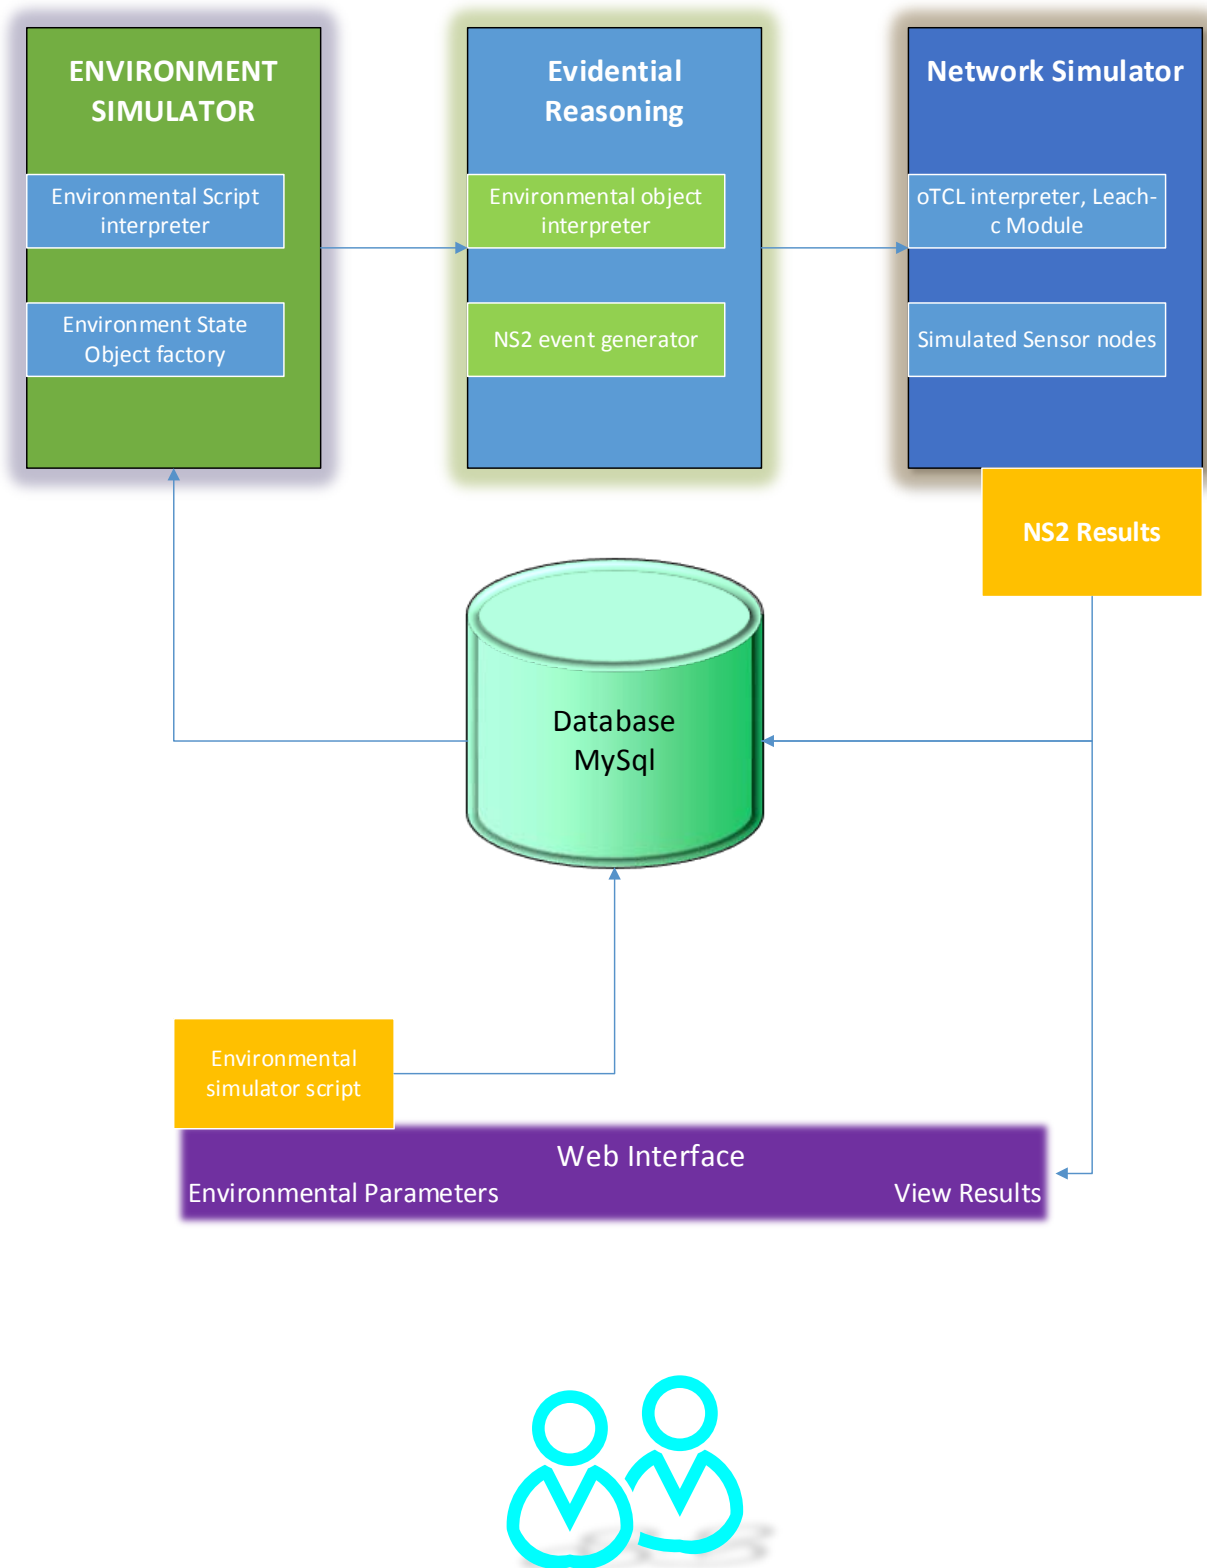 ENVIRONMENT
SIMULATOR
Environmental Script
interpreter
Environment State
Object factory
Evidential
Reasoning
Environmental object
interpreter
NS2 event generator
Network Simulator
oTCL interpreter, Leach-
c Module
Simulated Sensor nodes
NS2 Results
Database
MySql
Environmental
simulator script
Web Interface
Environmental Parameters
View Results